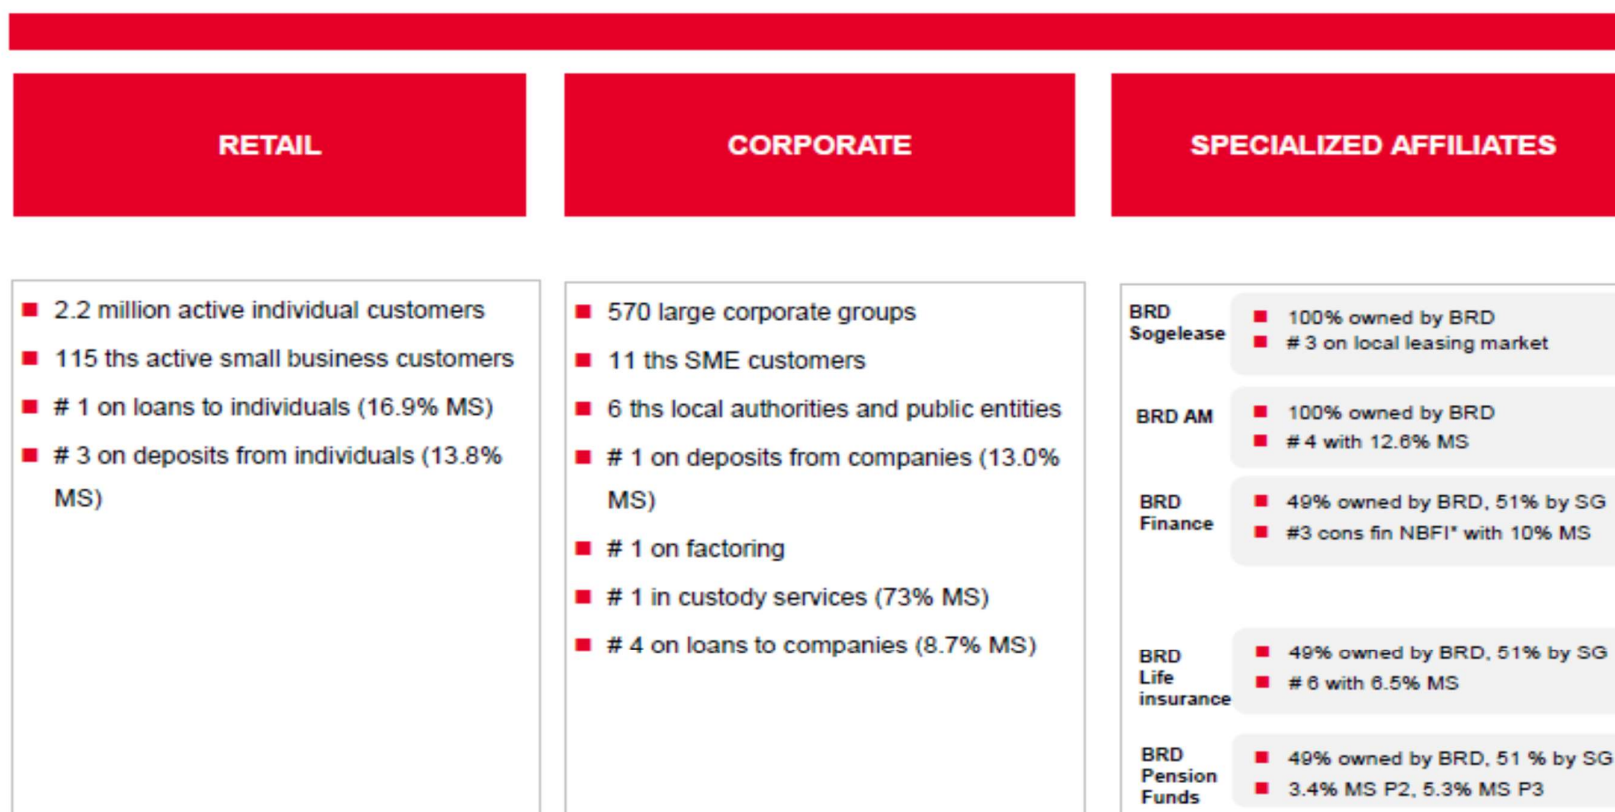 RETAIL
CORPORATE
SPECIALIZED AFFILIATES
2.2 million active individual customers
115 ths active small business customers
# 1 on loans to individuals (16.9% MS)
# 3 on deposits from individuals (13.8%
MS)
570 large corporate groups
11 ths SME customers
6 ths local authorities and public entities
# 1 on deposits from companies (13.0%
MS)
# 1 on factoring
# 1 in custody services (73% MS)
# 4 on loans to companies (8.7% MS)
BRD
Sogelease
100% owned by BRD
# 3 on local leasing market
BRD AM
100% owned by BRD
# 4 with 12.6% MS
BRD
Finance
49% owned by BRD, 51% by SG
#3 cons fin NBFI* with 10% MS
BRD
Life
insurance
49% owned by BRD, 51% by SG
# 6 with 6.5% MS
BRD
Pension
Funds
49% owned by BRD, 51 % by SG
3.4% MS P2, 5.3% MS P3